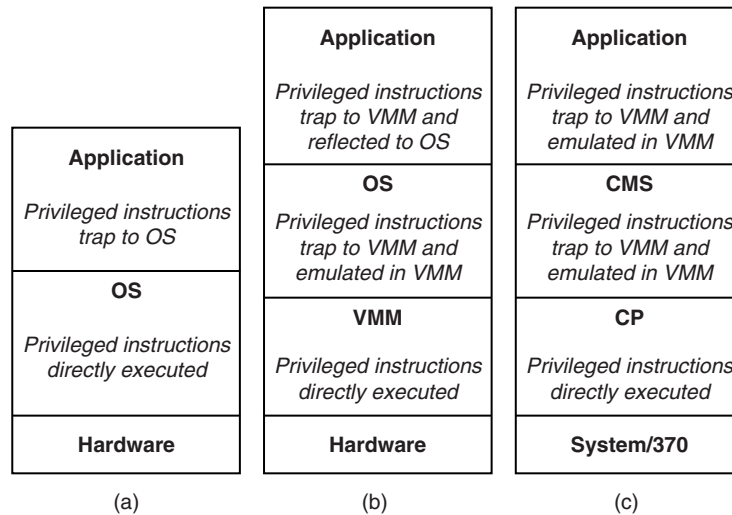 Application
Privileged instructions
trap to OS
OS
Privileged instructions
directly executed
Hardware
(a)
Application
Privileged instructions
trap to VMM and
reflected to OS
OS
Privileged instructions
trap to VMM and
emulated in VMM
VMM
Privileged instructions
directly executed
Hardware
(b)
Application
Privileged instructions
trap to VMM and
emulated in VMM
CMS
Privileged instructions
trap to VMM and
emulated in VMM
CP
Privileged instructions
directly executed
System/370
(c)